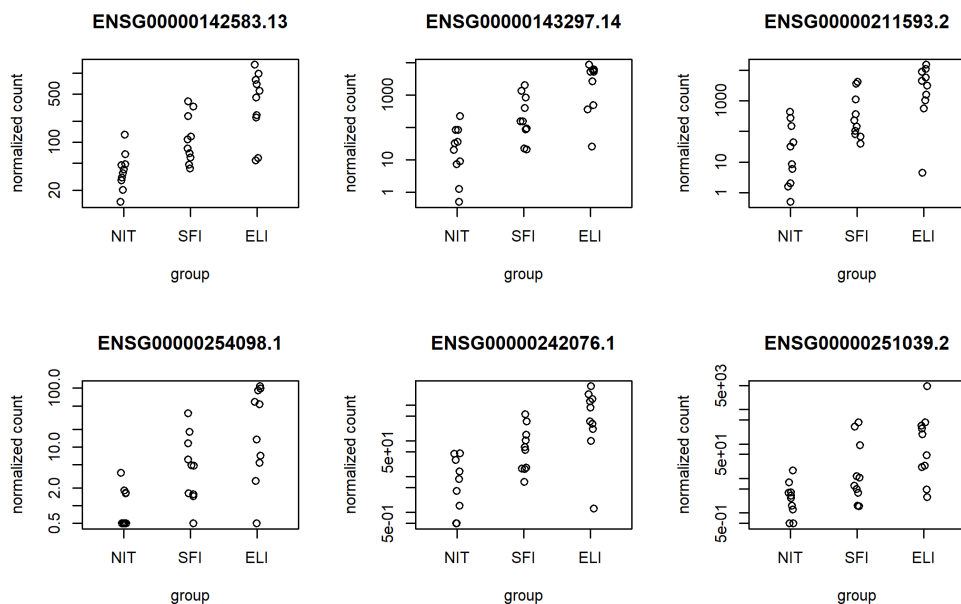 ENSG00000142583.13
normalized count
500
100
20
NIT SFI ELI
group
ENSG00000143297.14
normalized count
1000
10
1
NIT SFI ELI
group
ENSG00000211593.2
normalized count
1000
10
1
NIT SFI ELI
group
ENSG00000254098.1
normalized count
100.0
10.0
2.0
0.5
NIT SFI ELI
group
ENSG00000242076.1
normalized count
5e+01
5e-01
NIT SFI ELI
group
ENSG00000251039.2
normalized count
5e+03
5e+01
5e-01
NIT SFI ELI
group